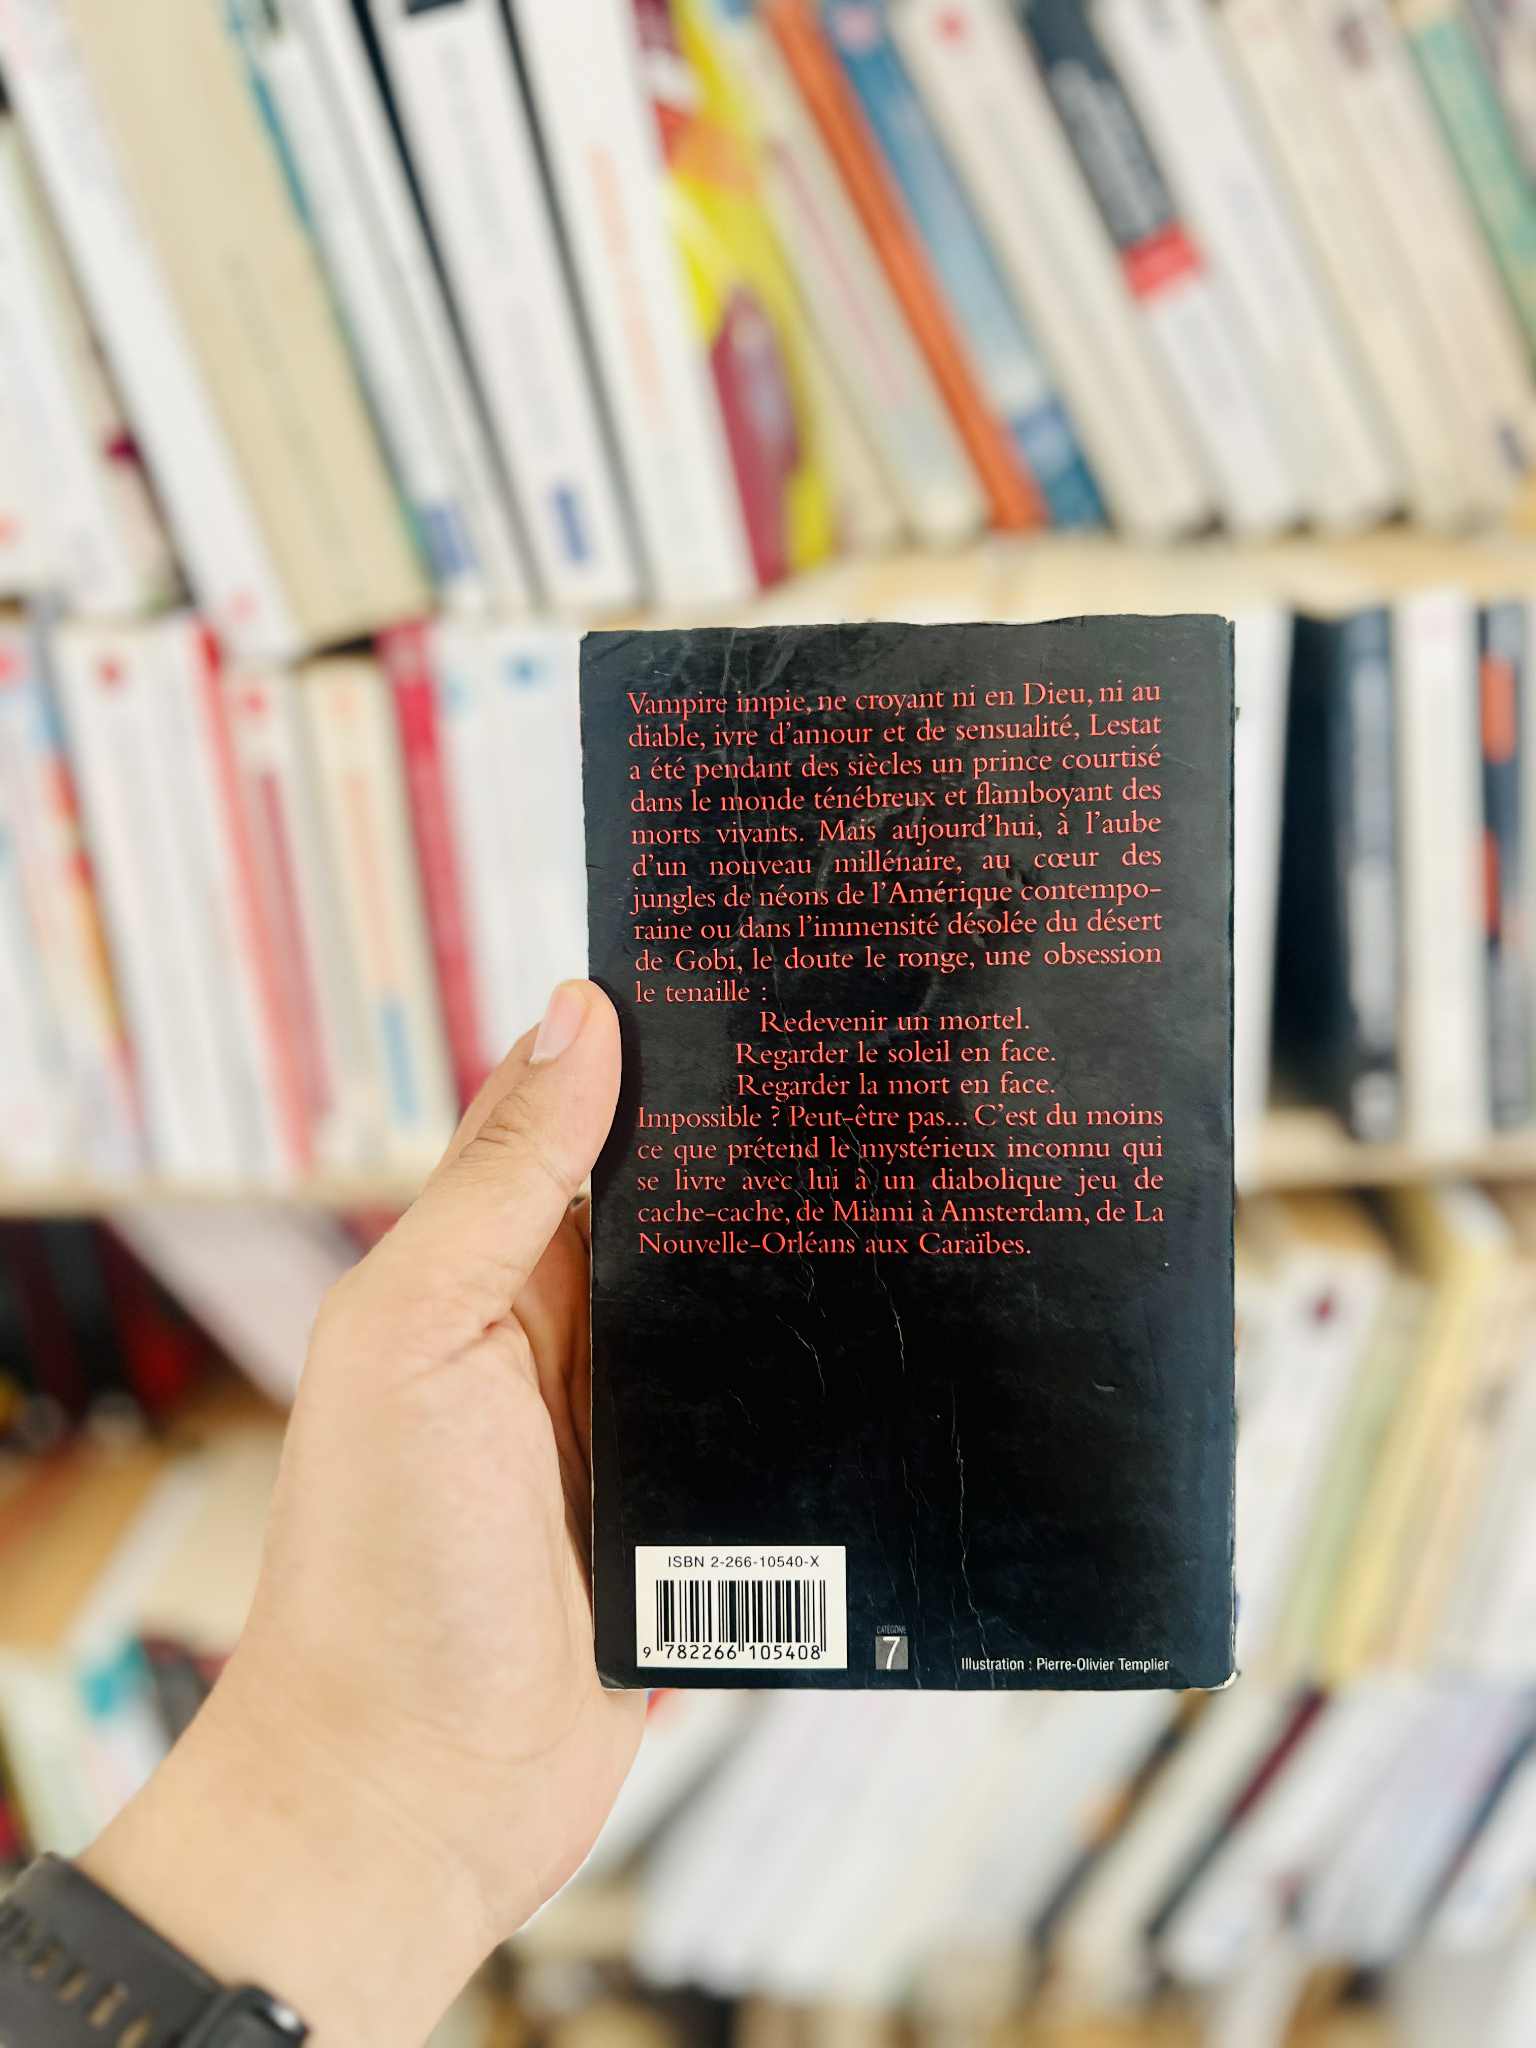 Vampire impie, ne croyant ni en Dieu, ni au
diable, ivre d'amour et de sensualité, Lestat
a été pendant des siècles un prince courtisé
dans le monde ténébreux et flamboyant des
morts vivants. Mais aujourd'hui, à l'aube
d'un nouveau millénaire, au cœur des
jungles de néons de l'Amérique contempo-
raine ou dans l'immensité désolée du désert
de Gobi, le doute le ronge, une obsession
le tenaille :
Redevenir un mortel.
Regarder le soleil en face.
Regarder la mort en face.
Impossible ? Peut-être pas... C'est du moins
ce que prétend le mystérieux inconnu qui
se livre avec lui à un diabolique jeu de
cache-cache, de Miami à Amsterdam, de La
Nouvelle-Orléans aux Caraïbes.
ISBN 2-266-10540-X
9 782266 105408
CATÉGORIE
7
Illustration : Pierre-Olivier Templier